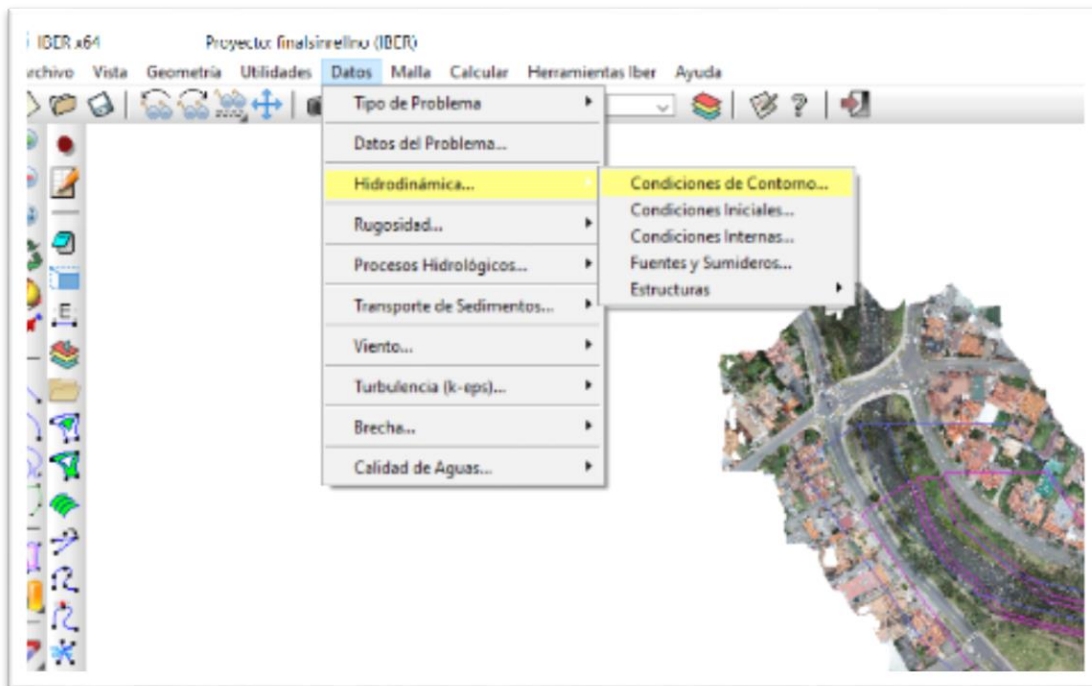 IBER x64 Proyecto: finalsinrellno (IBER)
rchivo Vista Geometría Utilidades Datos Malla Calcular Herramientas Iber Ayuda
Tipo de Problema
Datos del Problema...
Hidrodinámica...
Condiciones de Contorno...
Condiciones Iniciales...
Condiciones Internas...
Fuentes y Sumideros...
Estructuras
Rugosidad...
Procesos Hidrológicos...
Transporte de Sedimentos...
Viento...
Turbulencia (k-eps)...
Brecha...
Calidad de Aguas...
E